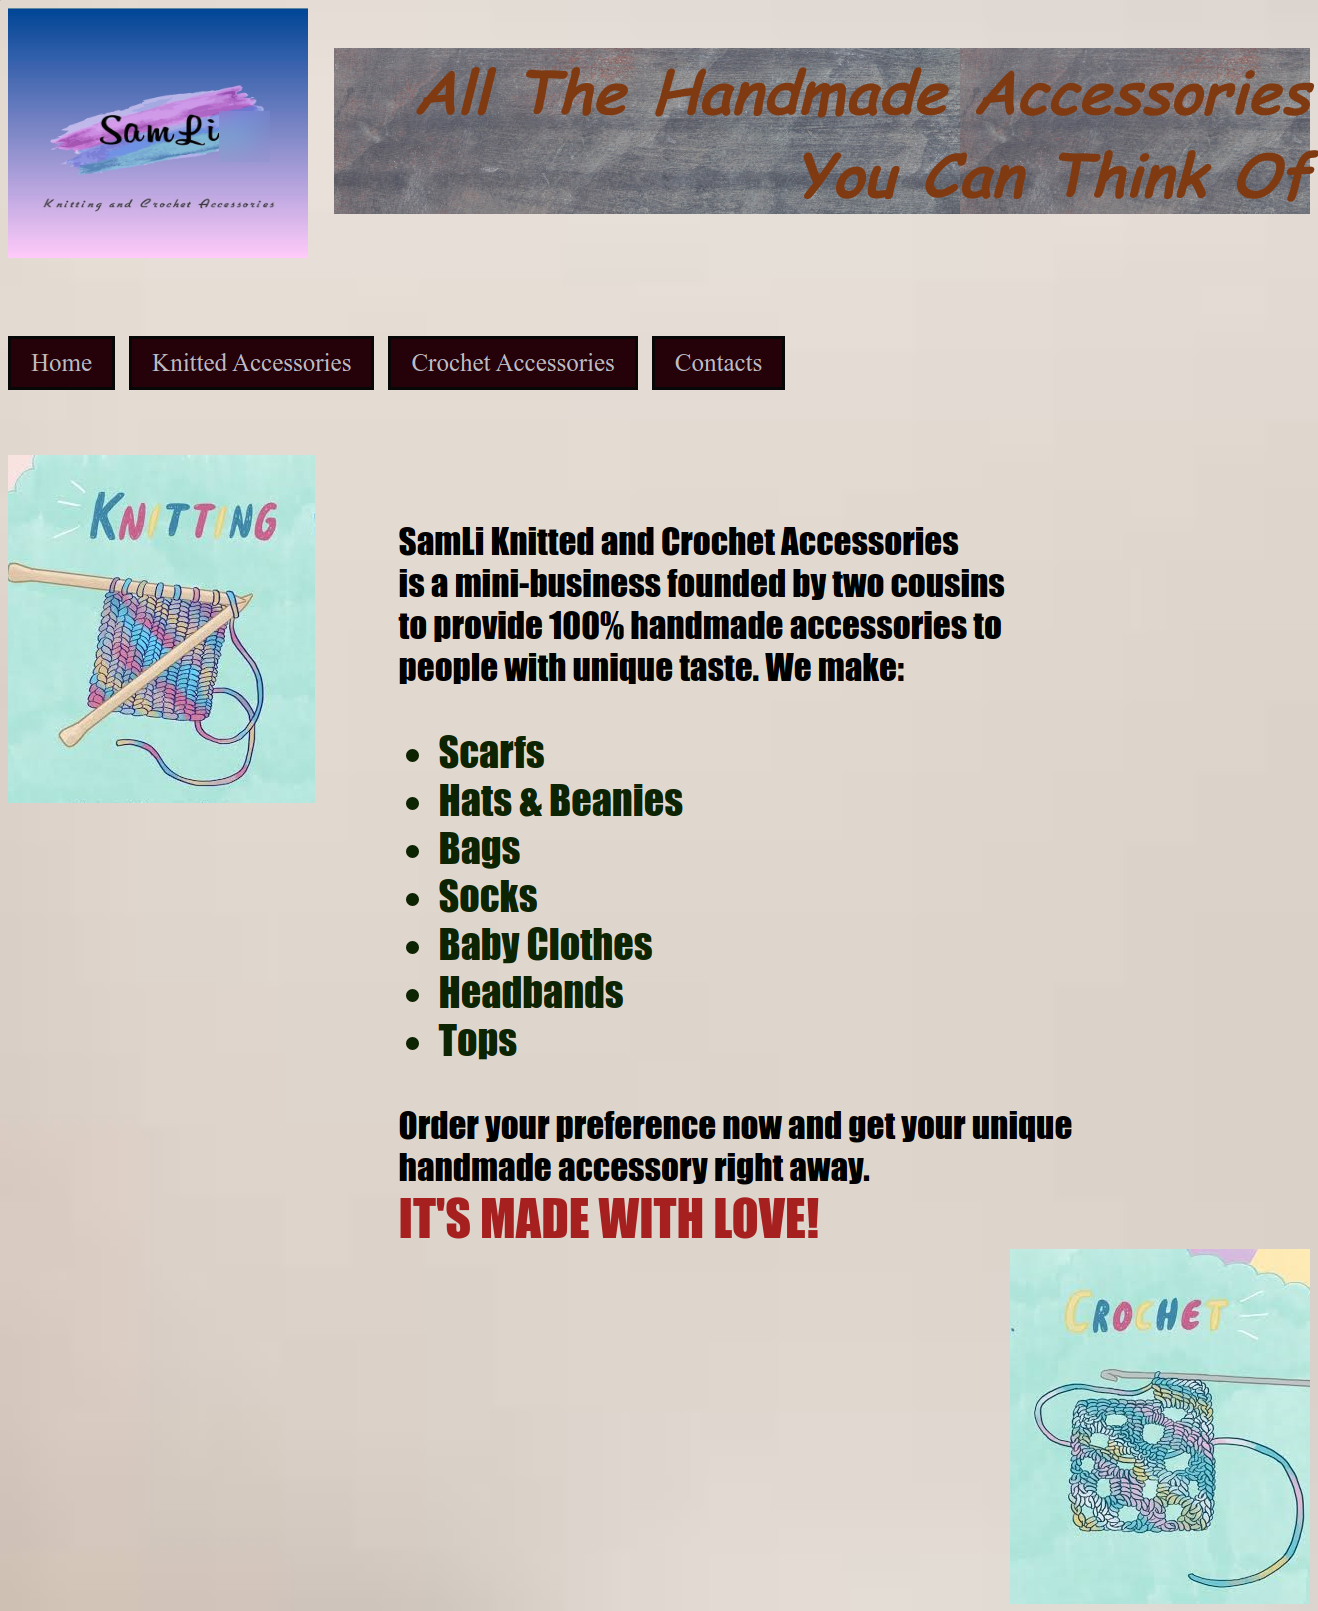 SamLi
Knitting and Crochet Accessories
All The Handmade Accessories
You Can Think Of
Home
Knitted Accessories
Crochet Accessories
Contacts
KNITTING
SamLi Knitted and Crochet Accessories
is a mini-business founded by two cousins
to provide 100% handmade accessories to
people with unique taste. We make:
Scarfs
Hats & Beanies
Bags
Socks
Baby Clothes
Headbands
Tops
Order your preference now and get your unique
handmade accessory right away.
IT'S MADE WITH LOVE!
CROCHET